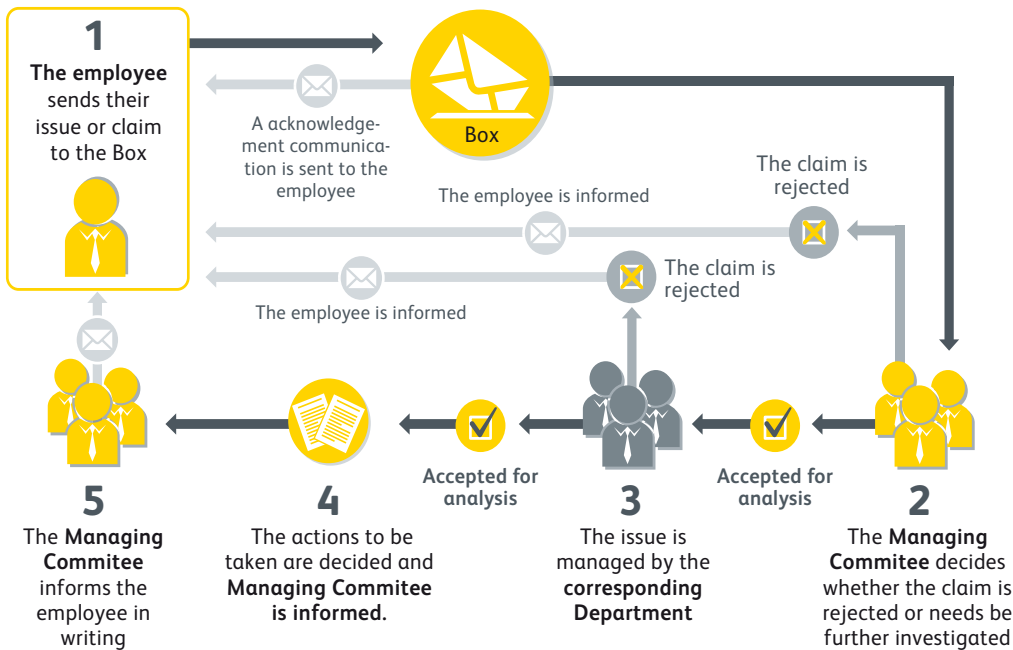 1
The employee
sends their
issue or claim
to the Box
Box
A acknowledge-
ment communica-
tion is sent to the
employee
The employee is informed
The claim is
rejected
The claim is
rejected
The employee is informed
Accepted for
analysis
Accepted for
analysis
5
The Managing
Commitee
informs the
employee in
writing
4
The actions to be
taken are decided and
Managing Commitee
is informed.
3
The issue is
managed by the
corresponding
Department
2
The Managing
Commitee decides
whether the claim is
rejected or needs be
further investigated